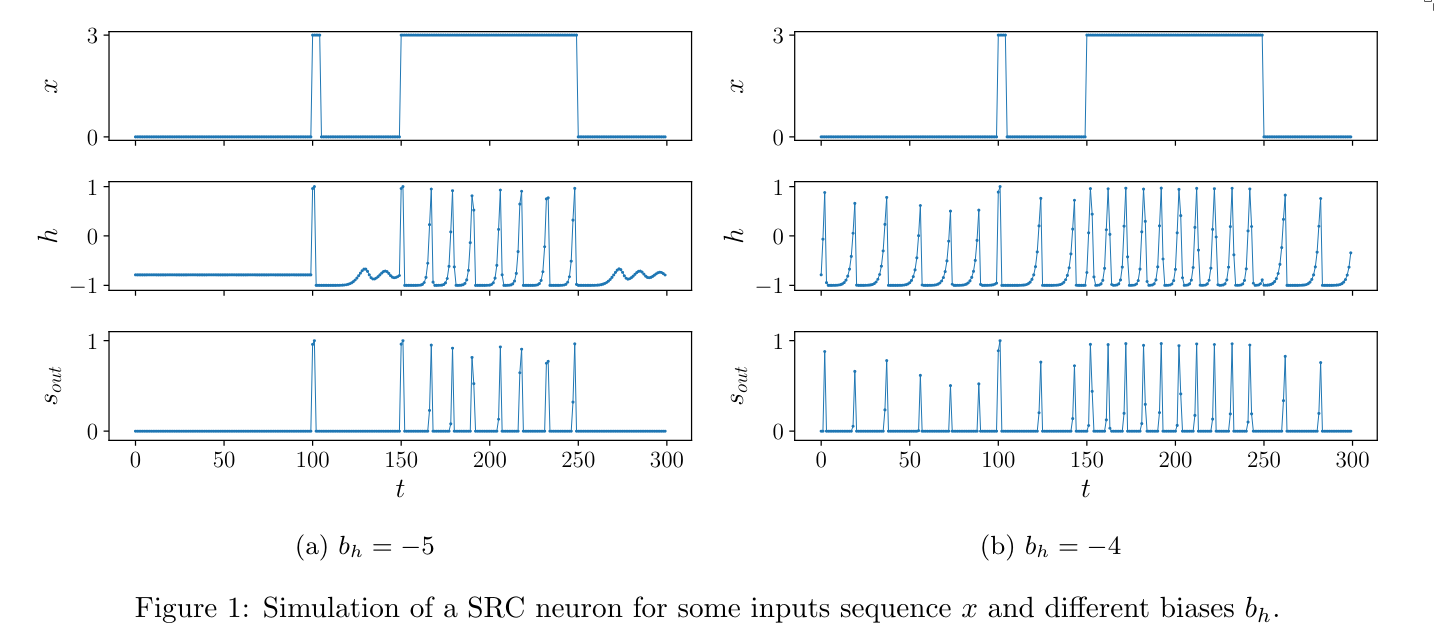 x
3
0
h
1
0
−1
s_out
1
0
0 50 100 150 200 250 300
t
(a) b_h = −5
x
3
0
h
1
0
−1
s_out
1
0
0 50 100 150 200 250 300
t
(b) b_h = −4
Figure 1: Simulation of a SRC neuron for some inputs sequence x and different biases b_h.